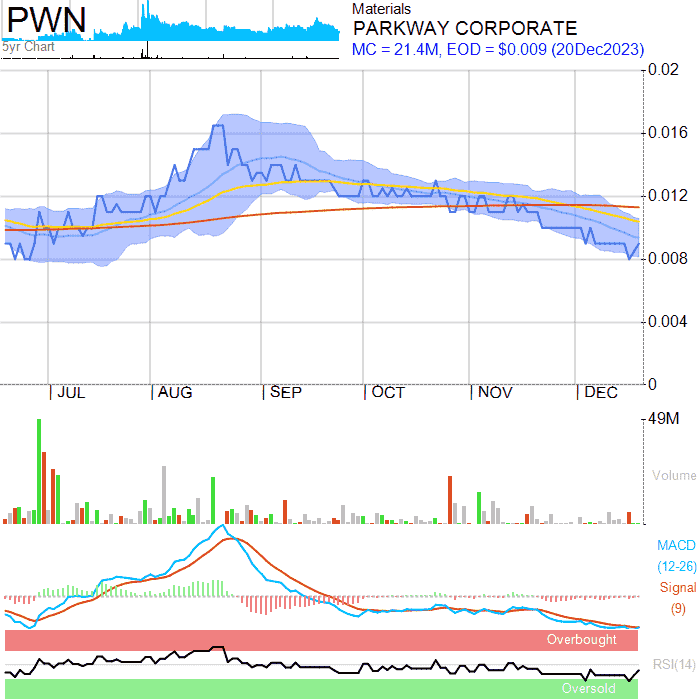 PWN
5yr Chart
Materials
PARKWAY CORPORATE
MC = 21.4M, EOD = $0.009 (20Dec2023)
0.02
0.016
0.012
0.008
0.004
0
JUL AUG SEP OCT NOV DEC
49M
Volume
MACD
(12-26)
Signal
(9)
Overbought
RSI(14)
Oversold